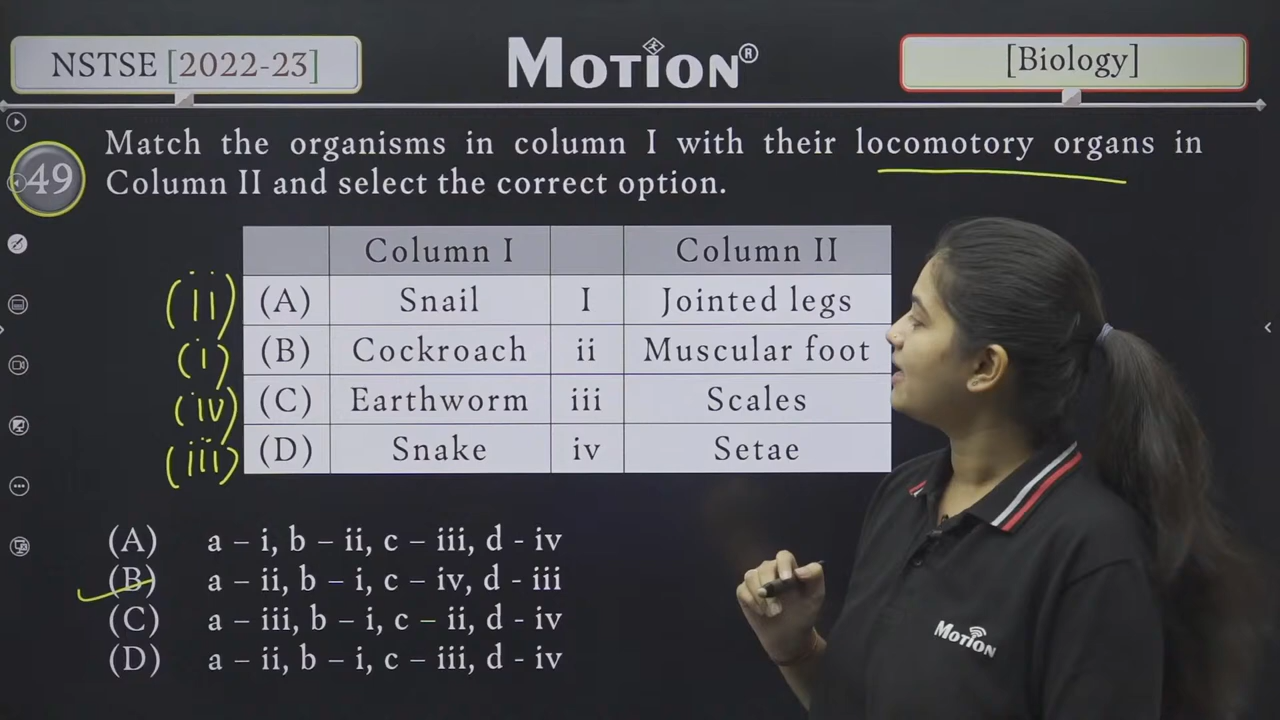 NSTSE [2022-23]
MOTION®
[Biology]
49
Match the organisms in column I with their locomotory organs in
Column II and select the correct option.
Column I Column II
(ii) (A) Snail I Jointed legs
(i) (B) Cockroach ii Muscular foot
(iv) (C) Earthworm iii Scales
(iii) (D) Snake iv Setae
(A) a – i, b – ii, c – iii, d - iv
(B) a – ii, b – i, c – iv, d - iii
(C) a – iii, b – i, c – ii, d - iv
(D) a – ii, b – i, c – iii, d - iv
MOTION